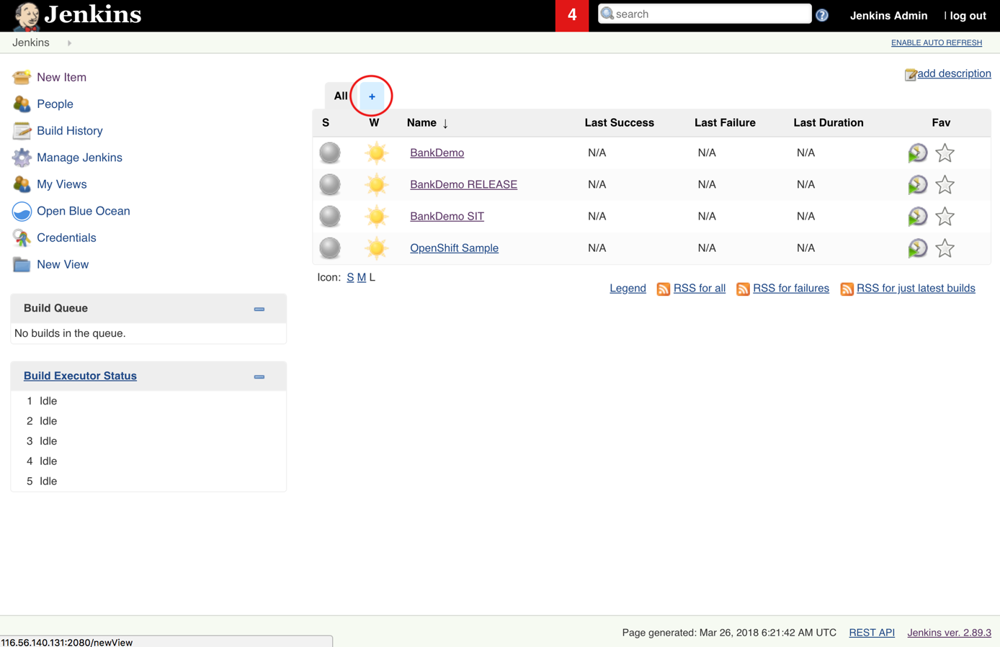 Jenkins
4
search
Jenkins Admin
| log out
Jenkins
ENABLE AUTO REFRESH
New Item
People
Build History
Manage Jenkins
My Views
Open Blue Ocean
Credentials
New View
Build Queue
No builds in the queue.
Build Executor Status
1 Idle
2 Idle
3 Idle
4 Idle
5 Idle
add description
All +
S W Name ↓ Last Success Last Failure Last Duration Fav
BankDemo N/A N/A N/A
BankDemo RELEASE N/A N/A N/A
BankDemo SIT N/A N/A N/A
OpenShift Sample N/A N/A N/A
Icon: S M L
Legend RSS for all RSS for failures RSS for just latest builds
Page generated: Mar 26, 2018 6:21:42 AM UTC REST API Jenkins ver. 2.89.3
116.56.140.131:2080/newView